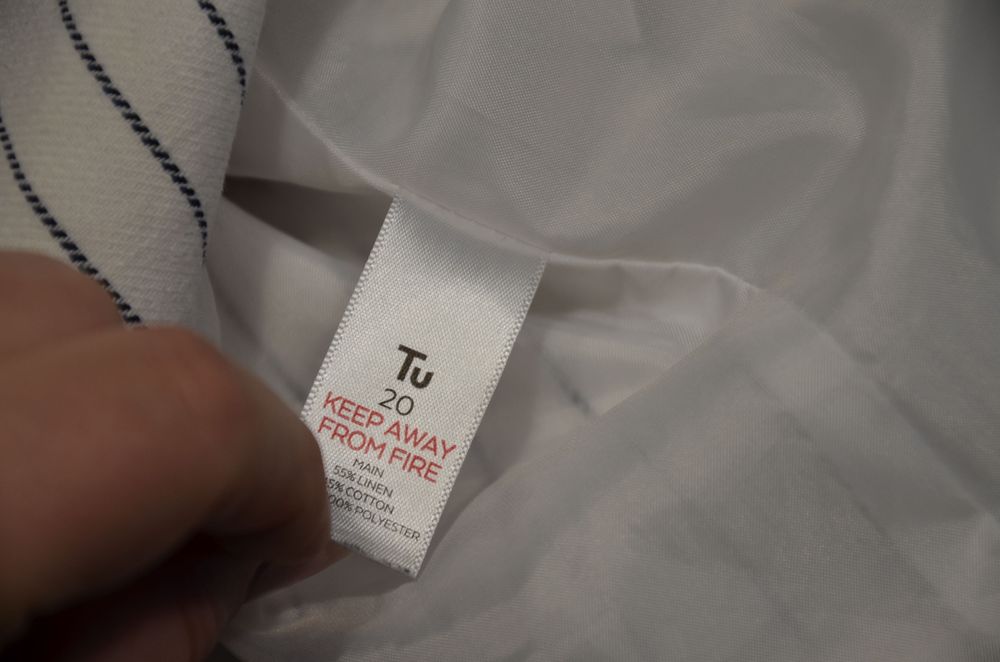 Tu
20
KEEP AWAY
FROM FIRE
MAIN
55% LINEN
5% COTTON
00% POLYESTER